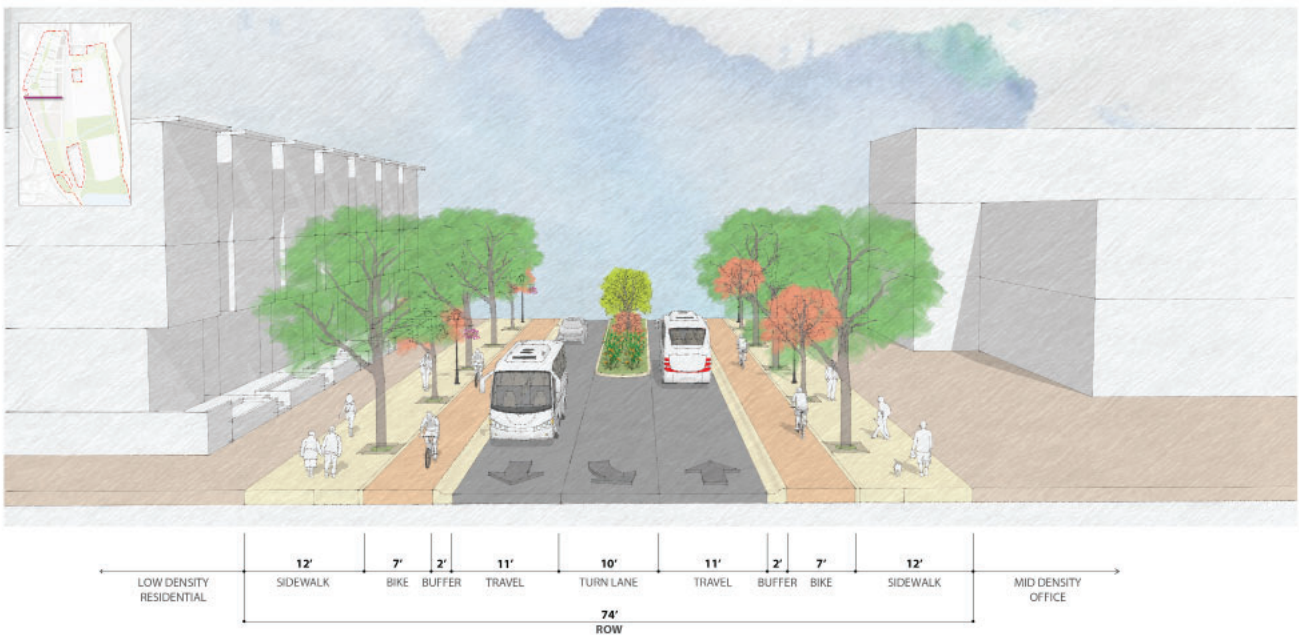 12' 7' 2' 11' 10' 11' 2' 7' 12'
LOW DENSITY RESIDENTIAL SIDEWALK BIKE BUFFER TRAVEL TURN LANE TRAVEL BUFFER BIKE SIDEWALK MID DENSITY OFFICE
74'
ROW